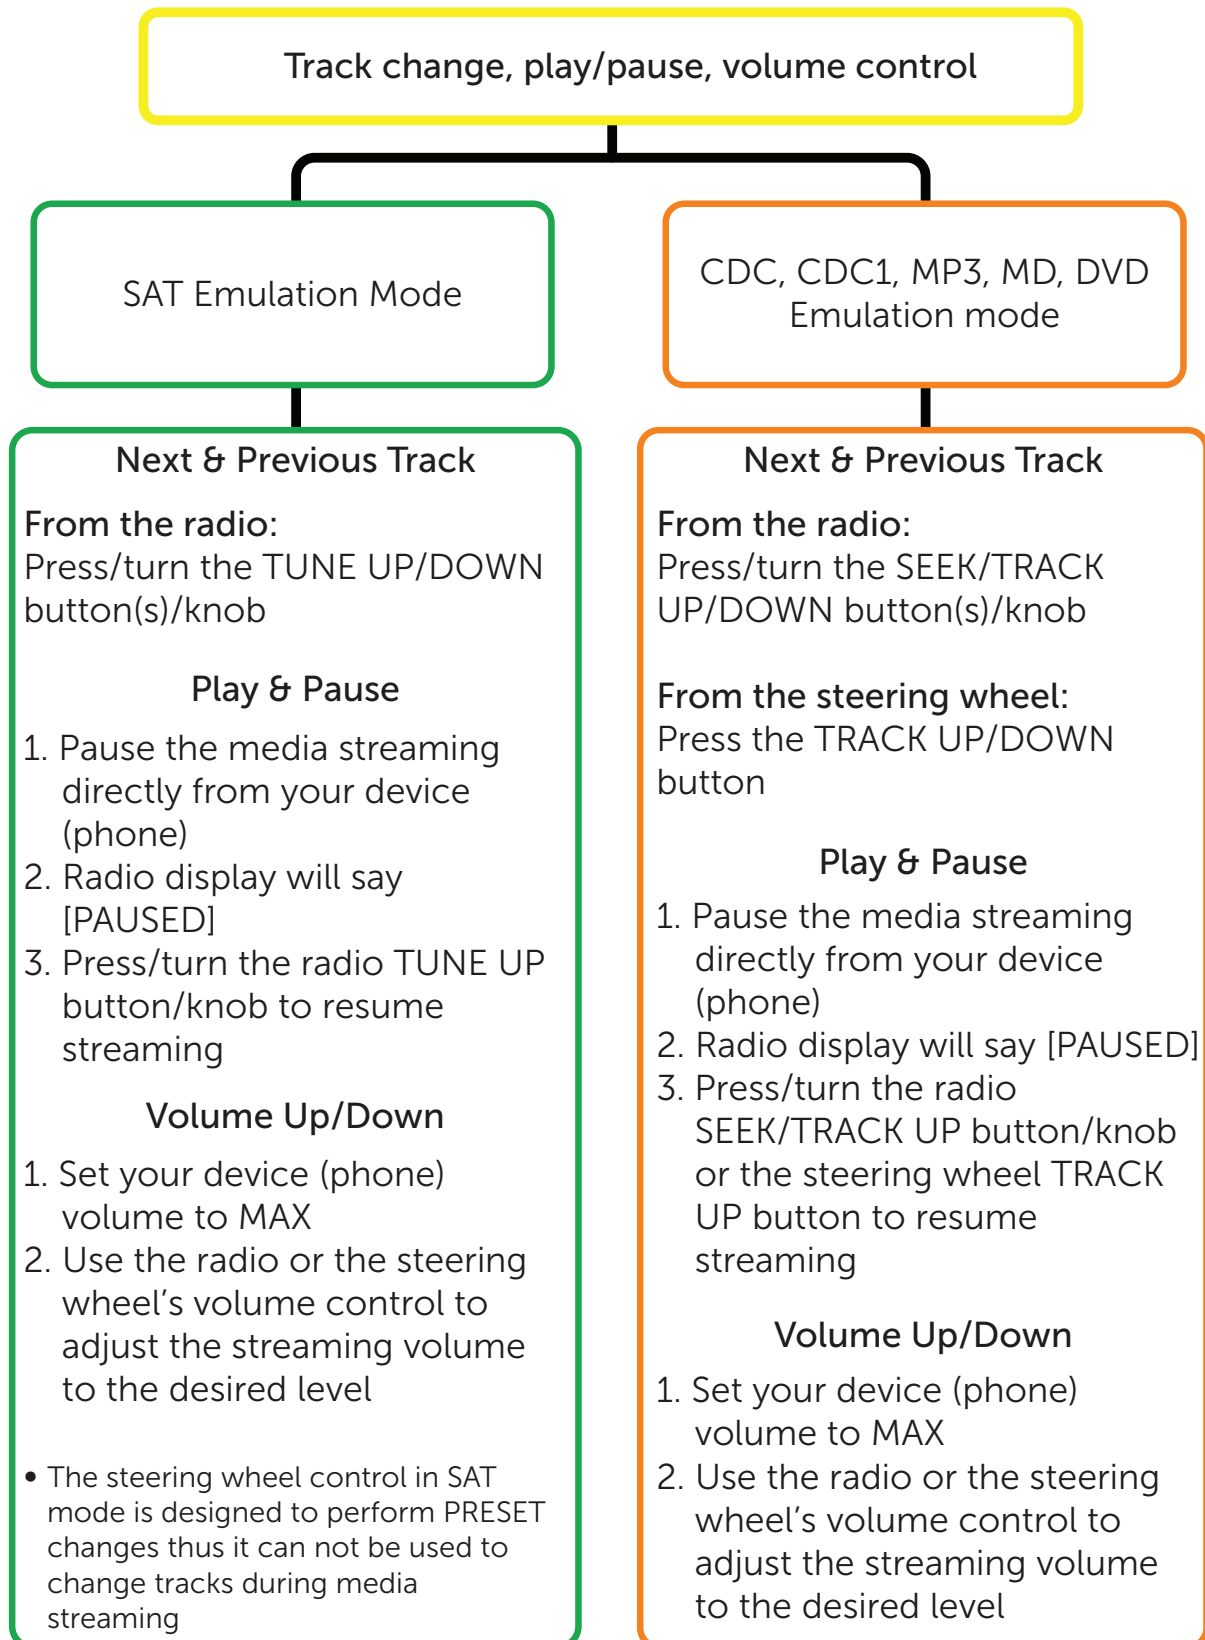 Track change, play/pause, volume control
SAT Emulation Mode
CDC, CDC1, MP3, MD, DVD
Emulation mode
Next & Previous Track
From the radio:
Press/turn the TUNE UP/DOWN
button(s)/knob
Play & Pause
1. Pause the media streaming
directly from your device
(phone)
2. Radio display will say
[PAUSED]
3. Press/turn the radio TUNE UP
button/knob to resume
streaming
Volume Up/Down
1. Set your device (phone)
volume to MAX
2. Use the radio or the steering
wheel's volume control to
adjust the streaming volume
to the desired level
• The steering wheel control in SAT
mode is designed to perform PRESET
changes thus it can not be used to
change tracks during media
streaming
Next & Previous Track
From the radio:
Press/turn the SEEK/TRACK
UP/DOWN button(s)/knob
From the steering wheel:
Press the TRACK UP/DOWN
button
Play & Pause
1. Pause the media streaming
directly from your device
(phone)
2. Radio display will say [PAUSED]
3. Press/turn the radio
SEEK/TRACK UP button/knob
or the steering wheel TRACK
UP button to resume
streaming
Volume Up/Down
1. Set your device (phone)
volume to MAX
2. Use the radio or the steering
wheel's volume control to
adjust the streaming volume
to the desired level